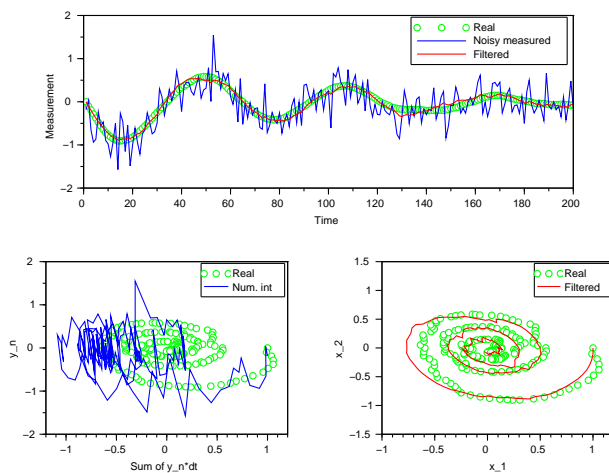 2
1
0
−1
−2
Measurement
0 20 40 60 80 100 120 140 160 180 200
Time
Real
Noisy measured
Filtered
2
1
0
−1
−2
y_n
−1 −0.5 0 0.5 1
Sum of y_n*dt
Real
Num. int
1.5
1
0.5
0
−0.5
−1
−1.5
x_2
−1 −0.5 0 0.5 1
x_1
Real
Filtered